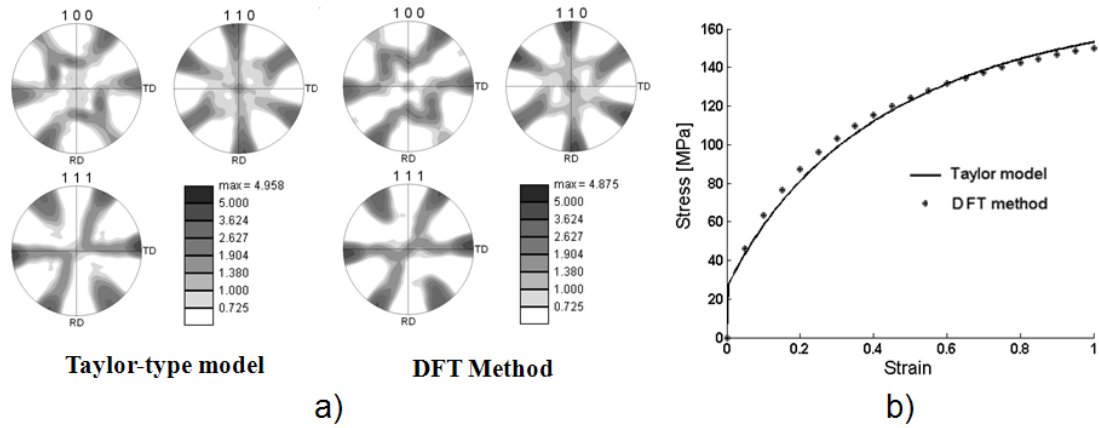 1 0 0
TD
RD
1 1 0
TD
RD
1 1 1
TD
RD
max = 4.958
5.000
3.624
2.627
1.904
1.380
1.000
0.725
Taylor-type model
1 0 0
TD
RD
1 1 0
TD
RD
1 1 1
TD
RD
max = 4.875
5.000
3.624
2.627
1.904
1.380
1.000
0.725
DFT Method
a)
Stress [MPa]
160
140
120
100
80
60
40
20
0
0
0.2
0.4
0.6
0.8
1
Strain
Taylor model
DFT method
b)